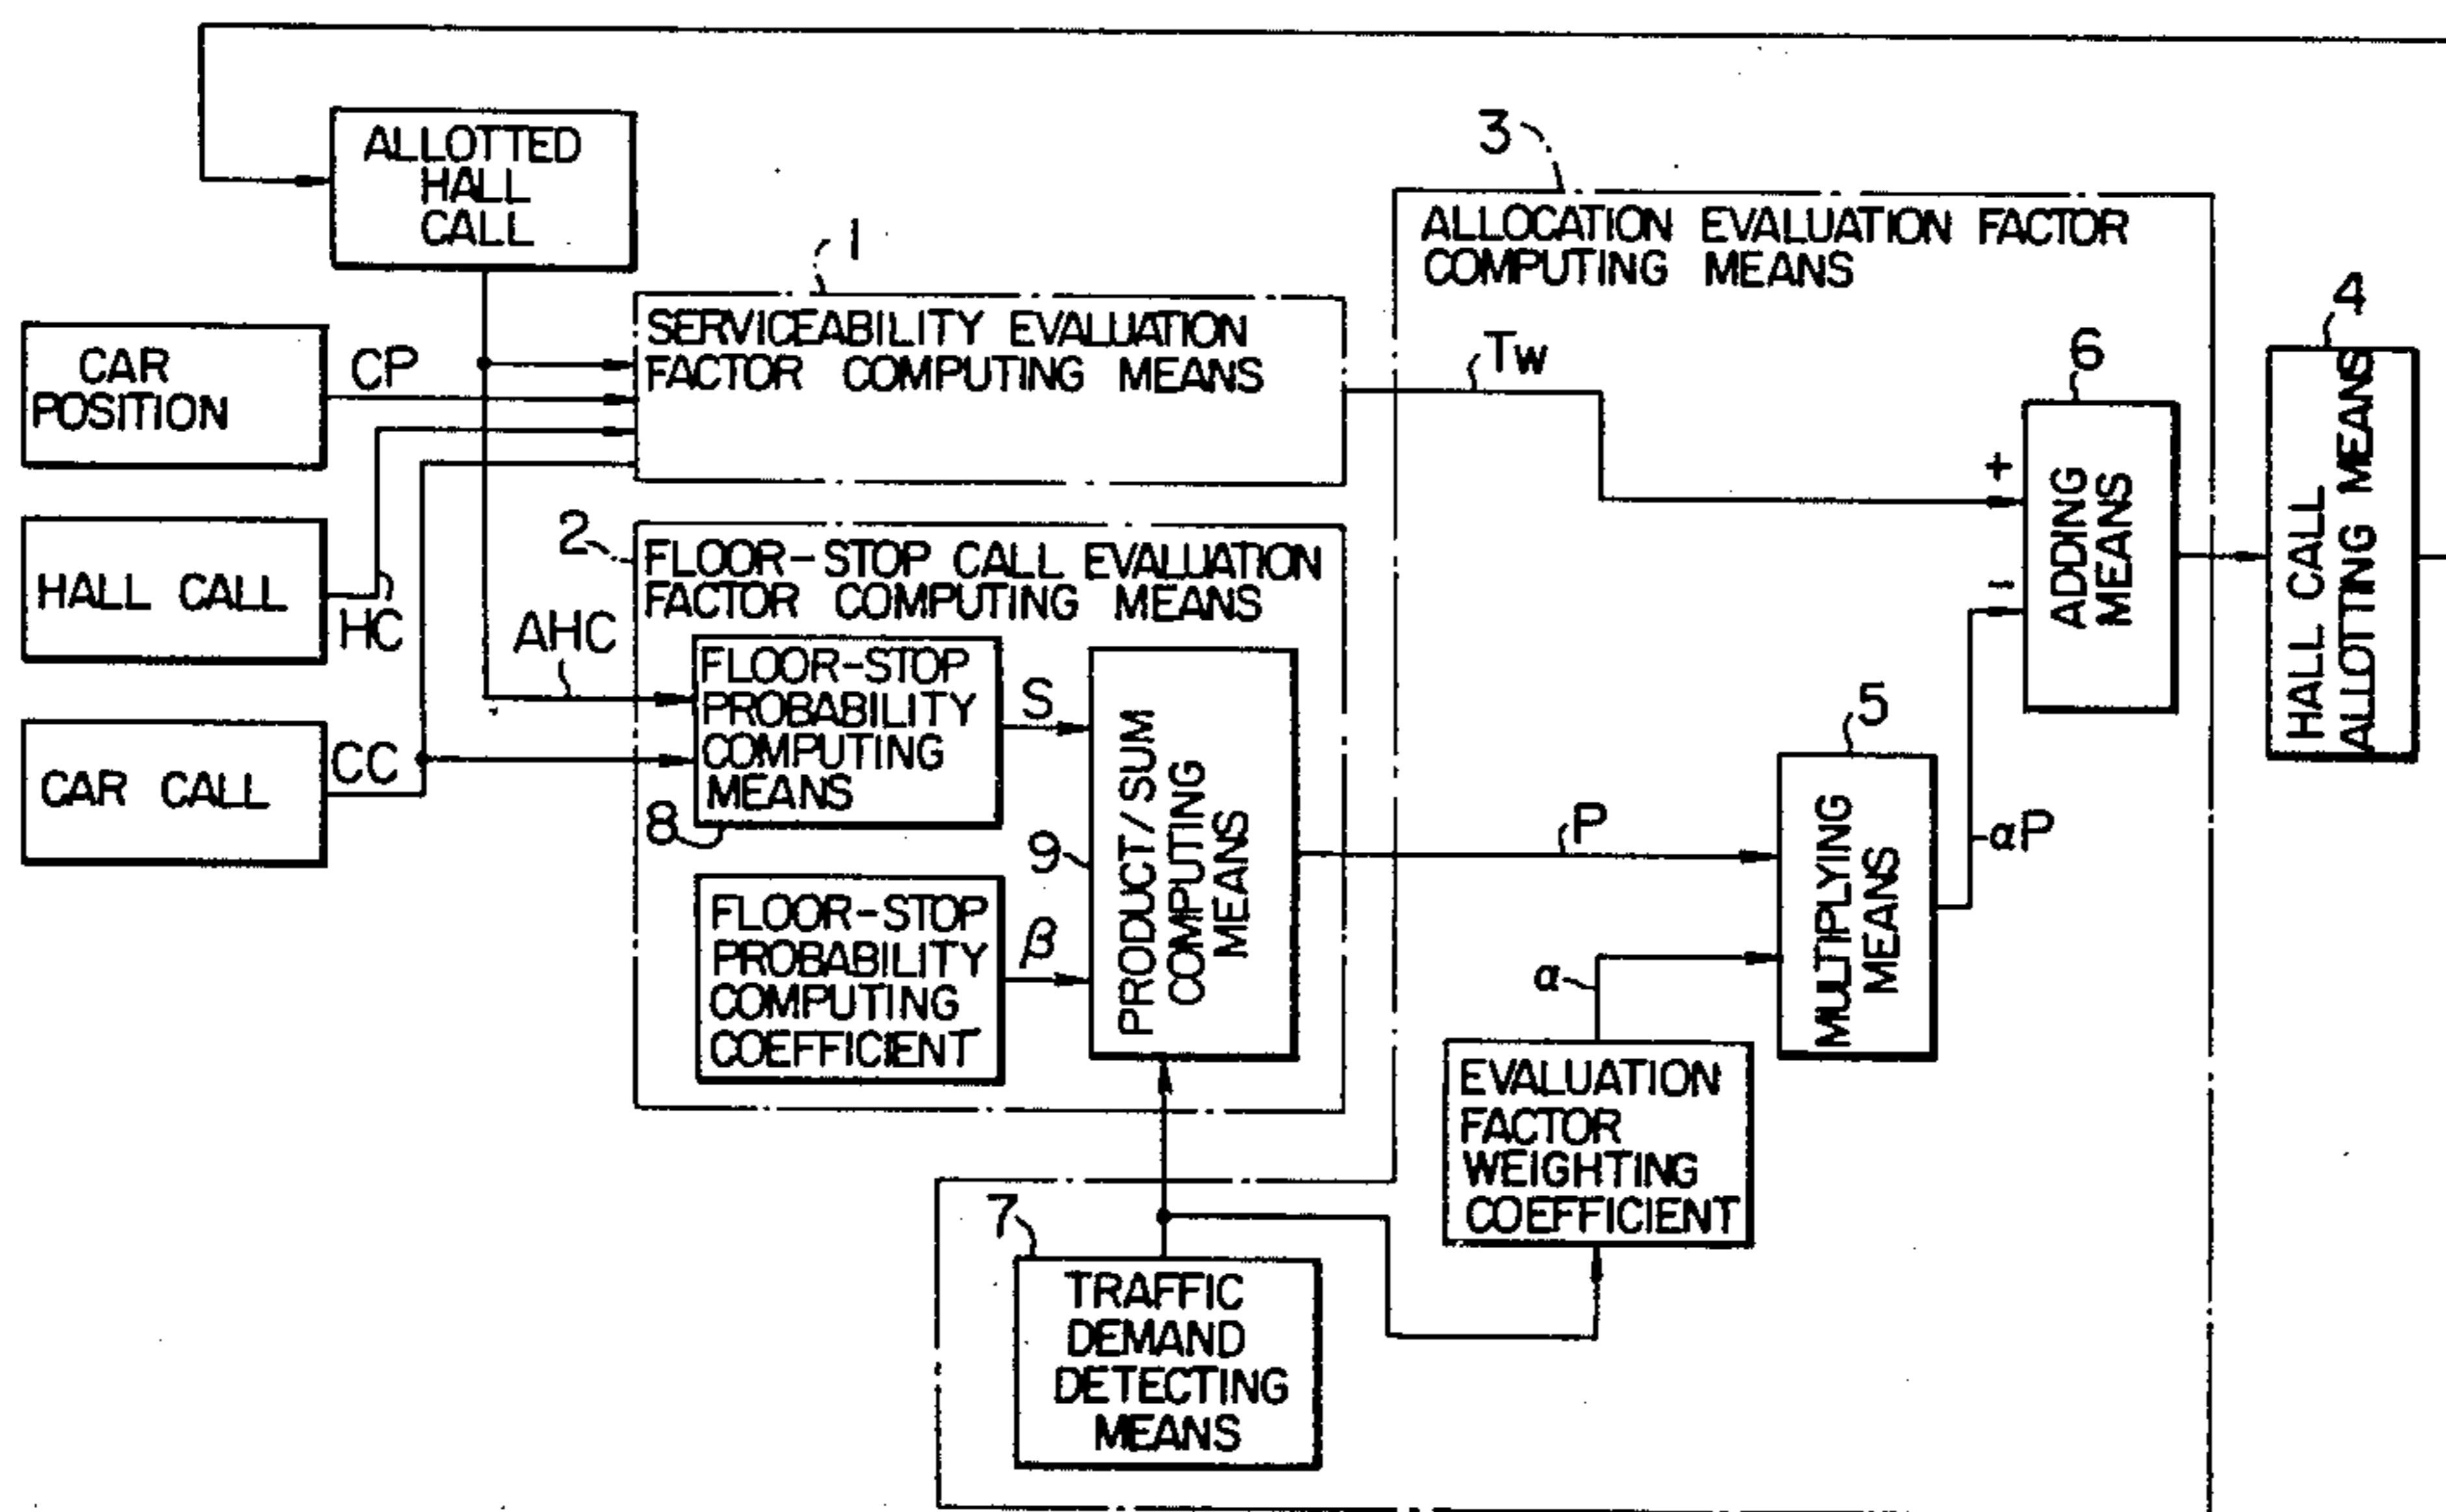 ALLOTTED
HALL
CALL
CAR
POSITION
CP
HALL CALL
HC
CAR CALL
CC
AHC
1
SERVICEABILITY EVALUATION
FACTOR COMPUTING MEANS
2
FLOOR-STOP CALL EVALUATION
FACTOR COMPUTING MEANS
FLOOR-STOP
PROBABILITY
COMPUTING
MEANS
8
S
FLOOR-STOP
PROBABILITY
COMPUTING
COEFFICIENT
β
9
PRODUCT/SUM
COMPUTING
MEANS
3
ALLOCATION EVALUATION FACTOR
COMPUTING MEANS
Tw
P
α
5
MULTIPLYING
MEANS
αP
EVALUATION
FACTOR
WEIGHTING
COEFFICIENT
7
TRAFFIC
DEMAND
DETECTING
MEANS
6
+
-
ADDING
MEANS
4
HALL CALL
ALLOTTING MEANS